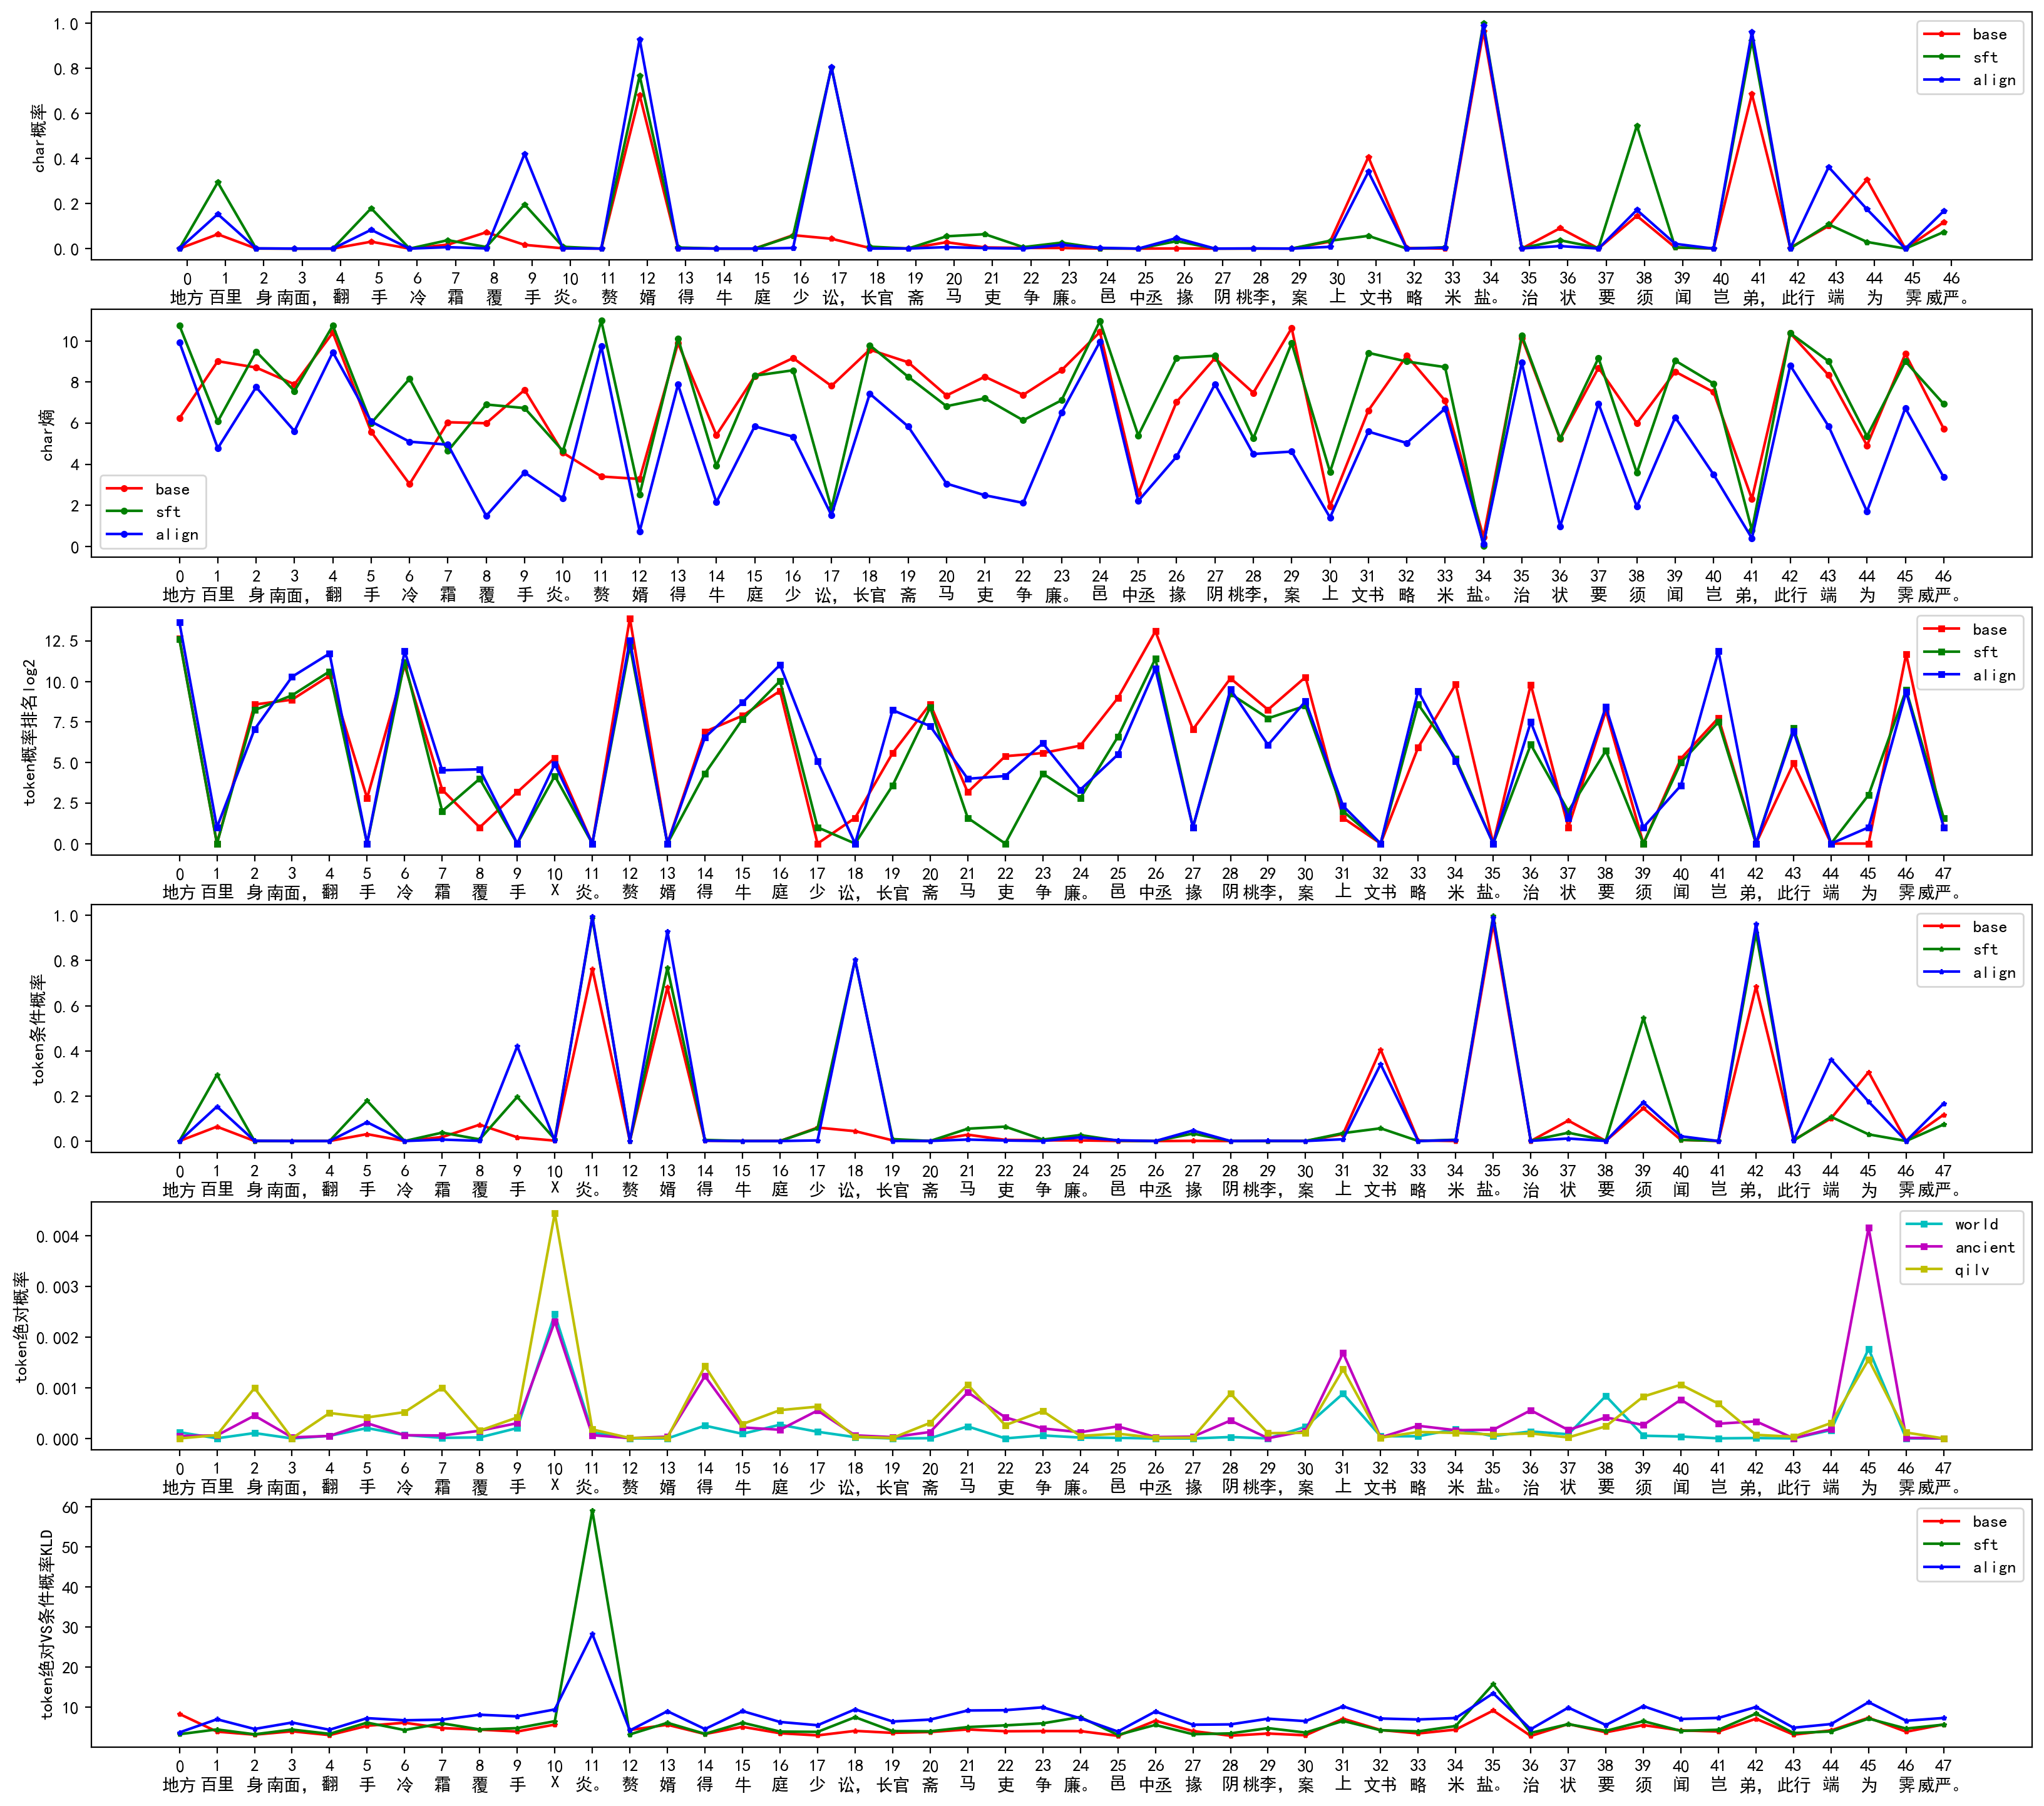 char概率
1.0
0.8
0.6
0.4
0.2
0.0
base
sft
align
0 1 2 3 4 5 6 7 8 9 10 11 12 13 14 15 16 17 18 19 20 21 22 23 24 25 26 27 28 29 30 31 32 33 34 35 36 37 38 39 40 41 42 43 44 45 46
地方 百里 身 南面， 翻 手 冷 霜 覆 手 炎。 赘 婿 得 牛 庭 少 讼， 长官 斋 马 吏 争 廉。 邑 中丞 掾 阴 桃李， 案 上 文书 略 米 盐。 治 状 要 须 闻 岂 弟， 此行 端 为 霁 威严。
char熵
10
8
6
4
2
0
base
sft
align
0 1 2 3 4 5 6 7 8 9 10 11 12 13 14 15 16 17 18 19 20 21 22 23 24 25 26 27 28 29 30 31 32 33 34 35 36 37 38 39 40 41 42 43 44 45 46
地方 百里 身 南面， 翻 手 冷 霜 覆 手 炎。 赘 婿 得 牛 庭 少 讼， 长官 斋 马 吏 争 廉。 邑 中丞 掾 阴 桃李， 案 上 文书 略 米 盐。 治 状 要 须 闻 岂 弟， 此行 端 为 霁 威严。
token概率排名log2
12.5
10.0
7.5
5.0
2.5
0.0
base
sft
align
0 1 2 3 4 5 6 7 8 9 10 11 12 13 14 15 16 17 18 19 20 21 22 23 24 25 26 27 28 29 30 31 32 33 34 35 36 37 38 39 40 41 42 43 44 45 46 47
地方 百里 身 南面， 翻 手 冷 霜 覆 手 X 炎。 赘 婿 得 牛 庭 少 讼， 长官 斋 马 吏 争 廉。 邑 中丞 掾 阴 桃李， 案 上 文书 略 米 盐。 治 状 要 须 闻 岂 弟， 此行 端 为 霁 威严。
token条件概率
1.0
0.8
0.6
0.4
0.2
0.0
base
sft
align
0 1 2 3 4 5 6 7 8 9 10 11 12 13 14 15 16 17 18 19 20 21 22 23 24 25 26 27 28 29 30 31 32 33 34 35 36 37 38 39 40 41 42 43 44 45 46 47
地方 百里 身 南面， 翻 手 冷 霜 覆 手 X 炎。 赘 婿 得 牛 庭 少 讼， 长官 斋 马 吏 争 廉。 邑 中丞 掾 阴 桃李， 案 上 文书 略 米 盐。 治 状 要 须 闻 岂 弟， 此行 端 为 霁 威严。
token绝对概率
0.004
0.003
0.002
0.001
0.000
world
ancient
qilv
0 1 2 3 4 5 6 7 8 9 10 11 12 13 14 15 16 17 18 19 20 21 22 23 24 25 26 27 28 29 30 31 32 33 34 35 36 37 38 39 40 41 42 43 44 45 46 47
地方 百里 身 南面， 翻 手 冷 霜 覆 手 X 炎。 赘 婿 得 牛 庭 少 讼， 长官 斋 马 吏 争 廉。 邑 中丞 掾 阴 桃李， 案 上 文书 略 米 盐。 治 状 要 须 闻 岂 弟， 此行 端 为 霁 威严。
token绝对VS条件概率KLD
60
50
40
30
20
10
base
sft
align
0 1 2 3 4 5 6 7 8 9 10 11 12 13 14 15 16 17 18 19 20 21 22 23 24 25 26 27 28 29 30 31 32 33 34 35 36 37 38 39 40 41 42 43 44 45 46 47
地方 百里 身 南面， 翻 手 冷 霜 覆 手 X 炎。 赘 婿 得 牛 庭 少 讼， 长官 斋 马 吏 争 廉。 邑 中丞 掾 阴 桃李， 案 上 文书 略 米 盐。 治 状 要 须 闻 岂 弟， 此行 端 为 霁 威严。